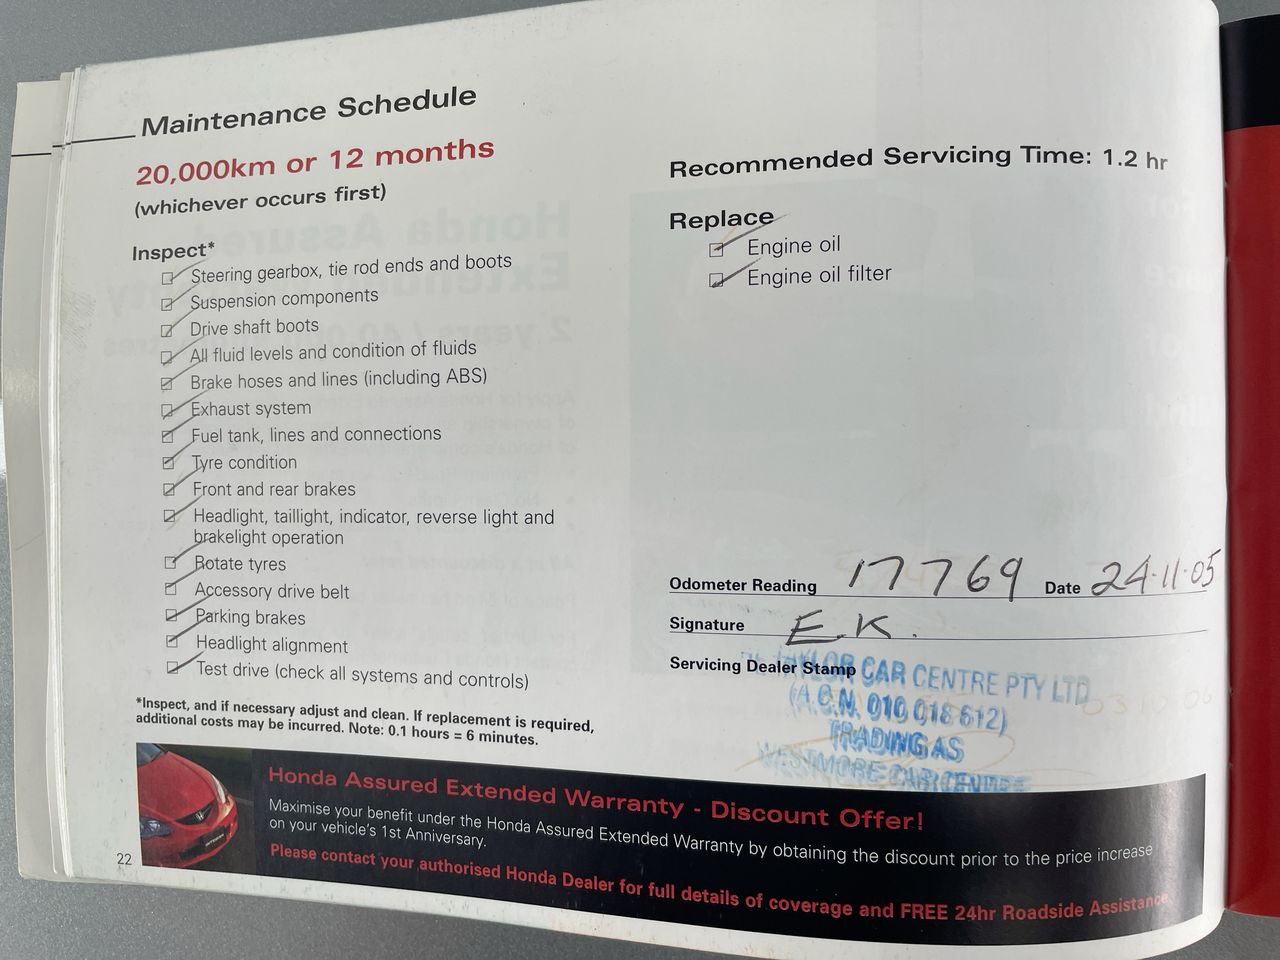 Maintenance Schedule
20,000km or 12 months
(whichever occurs first)
Inspect*
Steering gearbox, tie rod ends and boots
Suspension components
Drive shaft boots
All fluid levels and condition of fluids
Brake hoses and lines (including ABS)
Exhaust system
Fuel tank, lines and connections
Tyre condition
Front and rear brakes
Headlight, taillight, indicator, reverse light and
brakelight operation
Rotate tyres
Accessory drive belt
Parking brakes
Headlight alignment
Test drive (check all systems and controls)
*Inspect, and if necessary adjust and clean. If replacement is required,
additional costs may be incurred. Note: 0.1 hours = 6 minutes.
Recommended Servicing Time: 1.2 hr
Replace
Engine oil
Engine oil filter
Odometer Reading 17769 Date 24-11-05
Signature E.K.
Servicing Dealer Stamp
TAYLOR CAR CENTRE PTY LTD
(A.C.N. 010 018 612)
TRADING AS
WESTMORE CAR CENTRE
Honda Assured Extended Warranty - Discount Offer!
Maximise your benefit under the Honda Assured Extended Warranty by obtaining the discount prior to the price increase
on your vehicle's 1st Anniversary.
Please contact your authorised Honda Dealer for full details of coverage and FREE 24hr Roadside Assistance
22